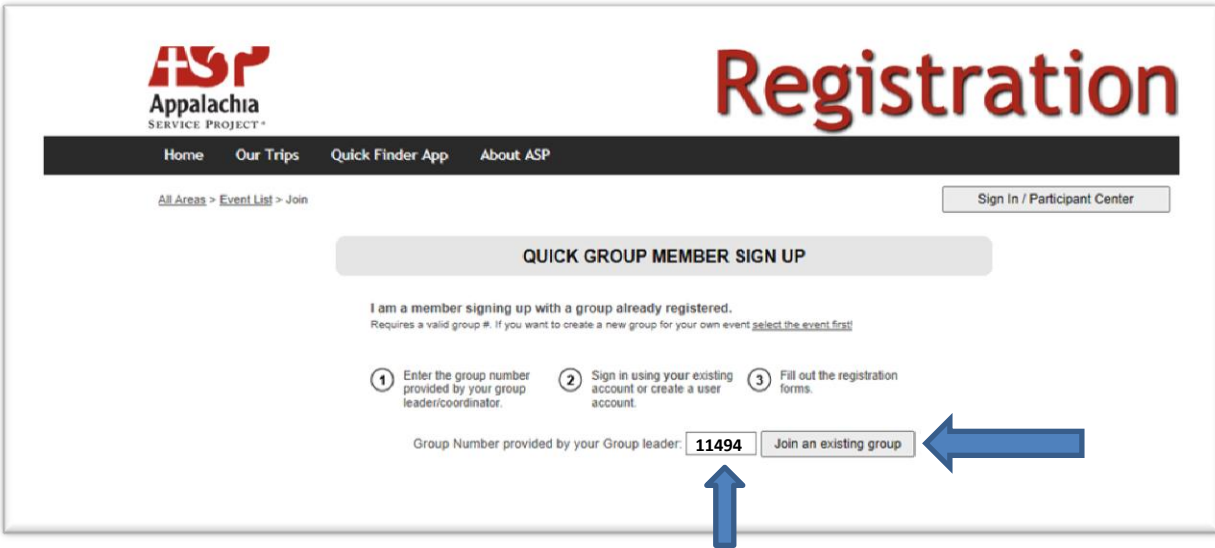 ASP
Appalachia
SERVICE PROJECT
Registration
Home Our Trips Quick Finder App About ASP
All Areas > Event List > Join
Sign In / Participant Center
QUICK GROUP MEMBER SIGN UP
I am a member signing up with a group already registered.
Requires a valid group #. If you want to create a new group for your own event select the event first!
1 Enter the group number
provided by your group
leader/coordinator.
2 Sign in using your existing
account or create a user
account.
3 Fill out the registration
forms.
Group Number provided by your Group leader: 11494 Join an existing group